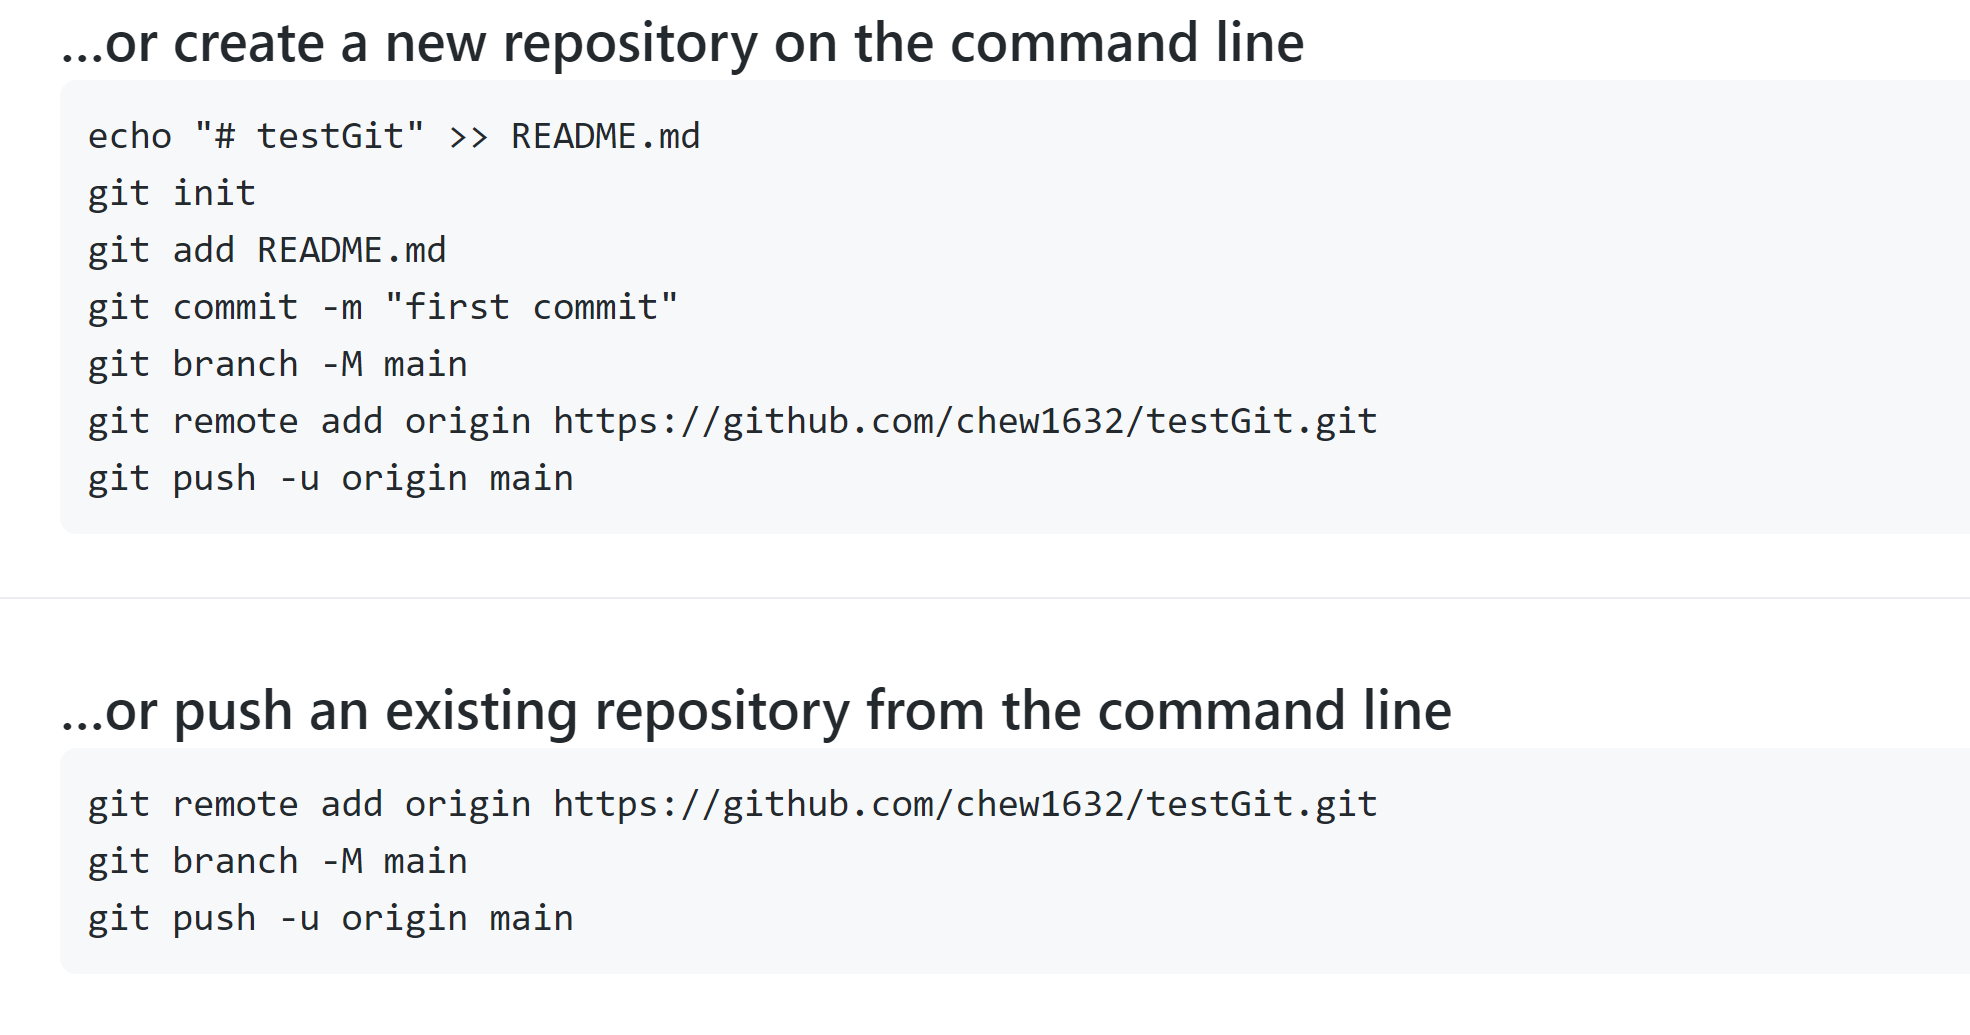 ...or create a new repository on the command line
echo "# testGit" >> README.md
git init
git add README.md
git commit -m "first commit"
git branch -M main
git remote add origin https://github.com/chew1632/testGit.git
git push -u origin main
...or push an existing repository from the command line
git remote add origin https://github.com/chew1632/testGit.git
git branch -M main
git push -u origin main